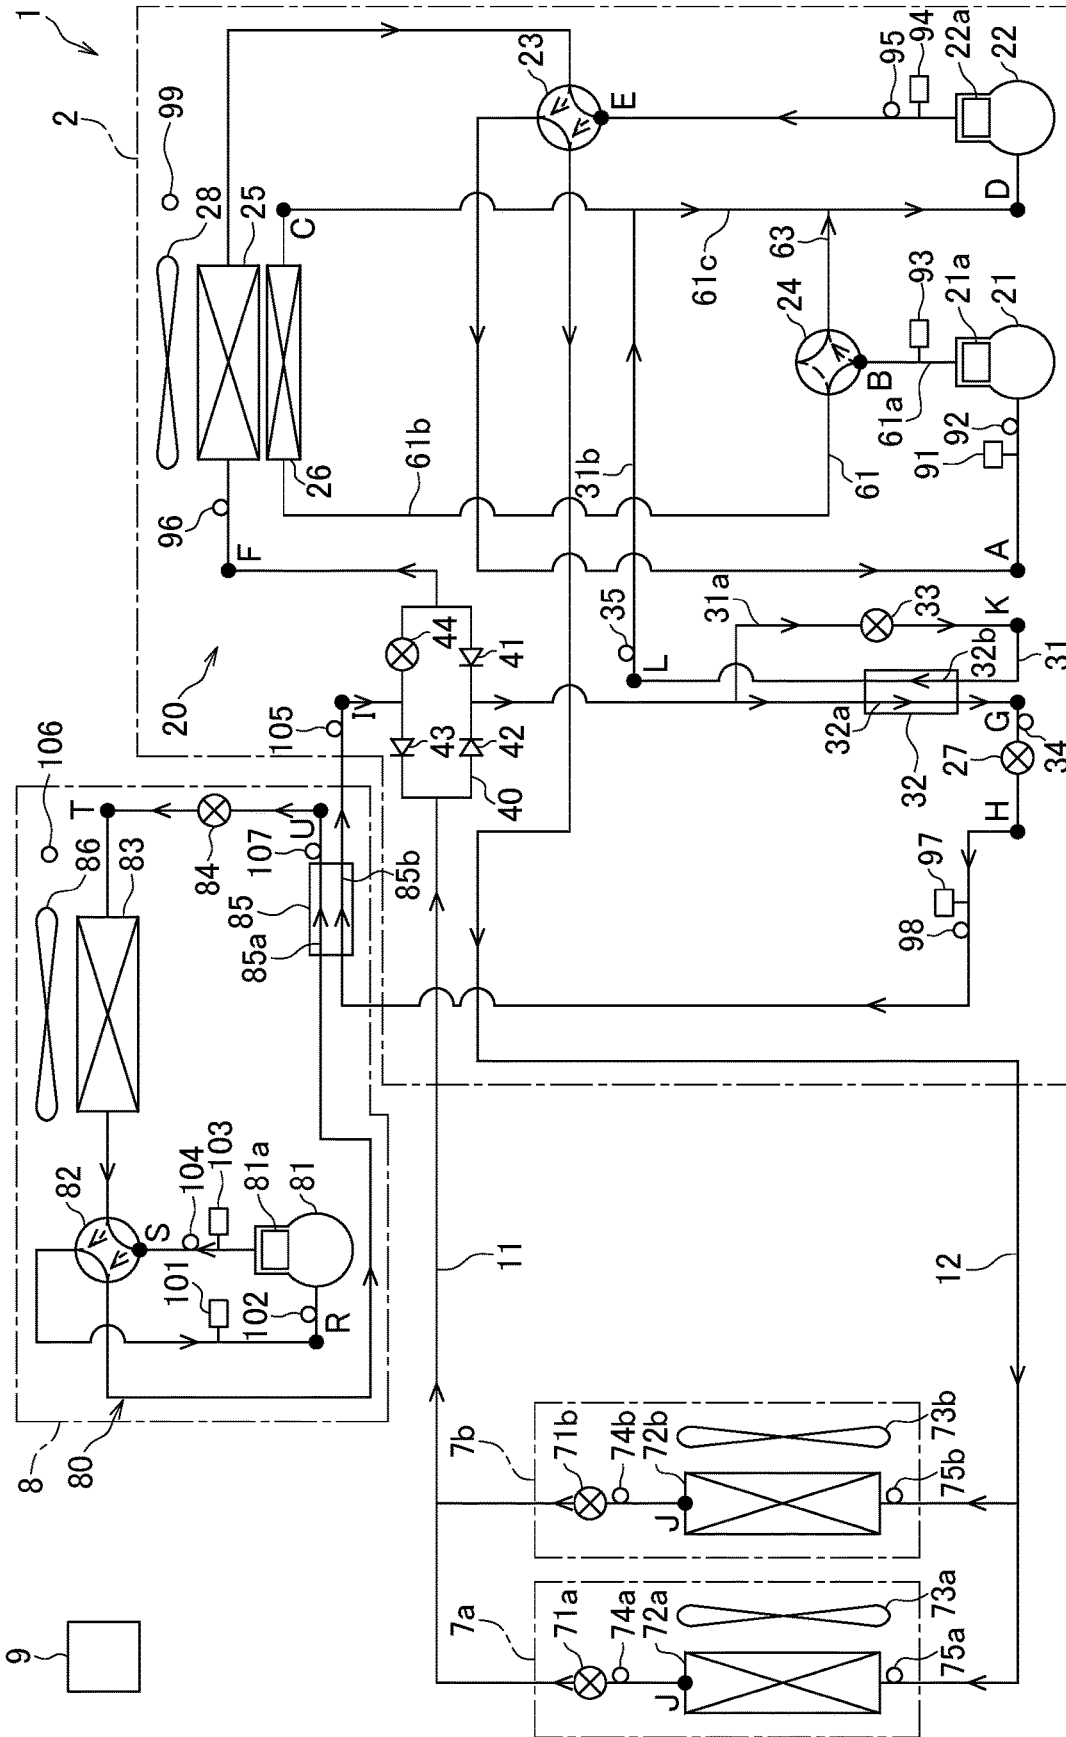 9
1
8
2
82
T
106
80
86
83
S
99
101
104
20
96
84
28
103
F
25
102
81a
85
107
U
105
R
81
85a
C
26
I
85b
61b
43
44
7a
7b
11
40
42
41
23
71a
71b
31b
E
35
74a
74b
L
J
J
72a
72b
61c
31a
63
24
32a
B
61
61a
97
98
32
33
95
94
93
12
27
91
92
21a
22a
73a
73b
75a
75b
H
G
32b
K
A
D
21
22
34
31